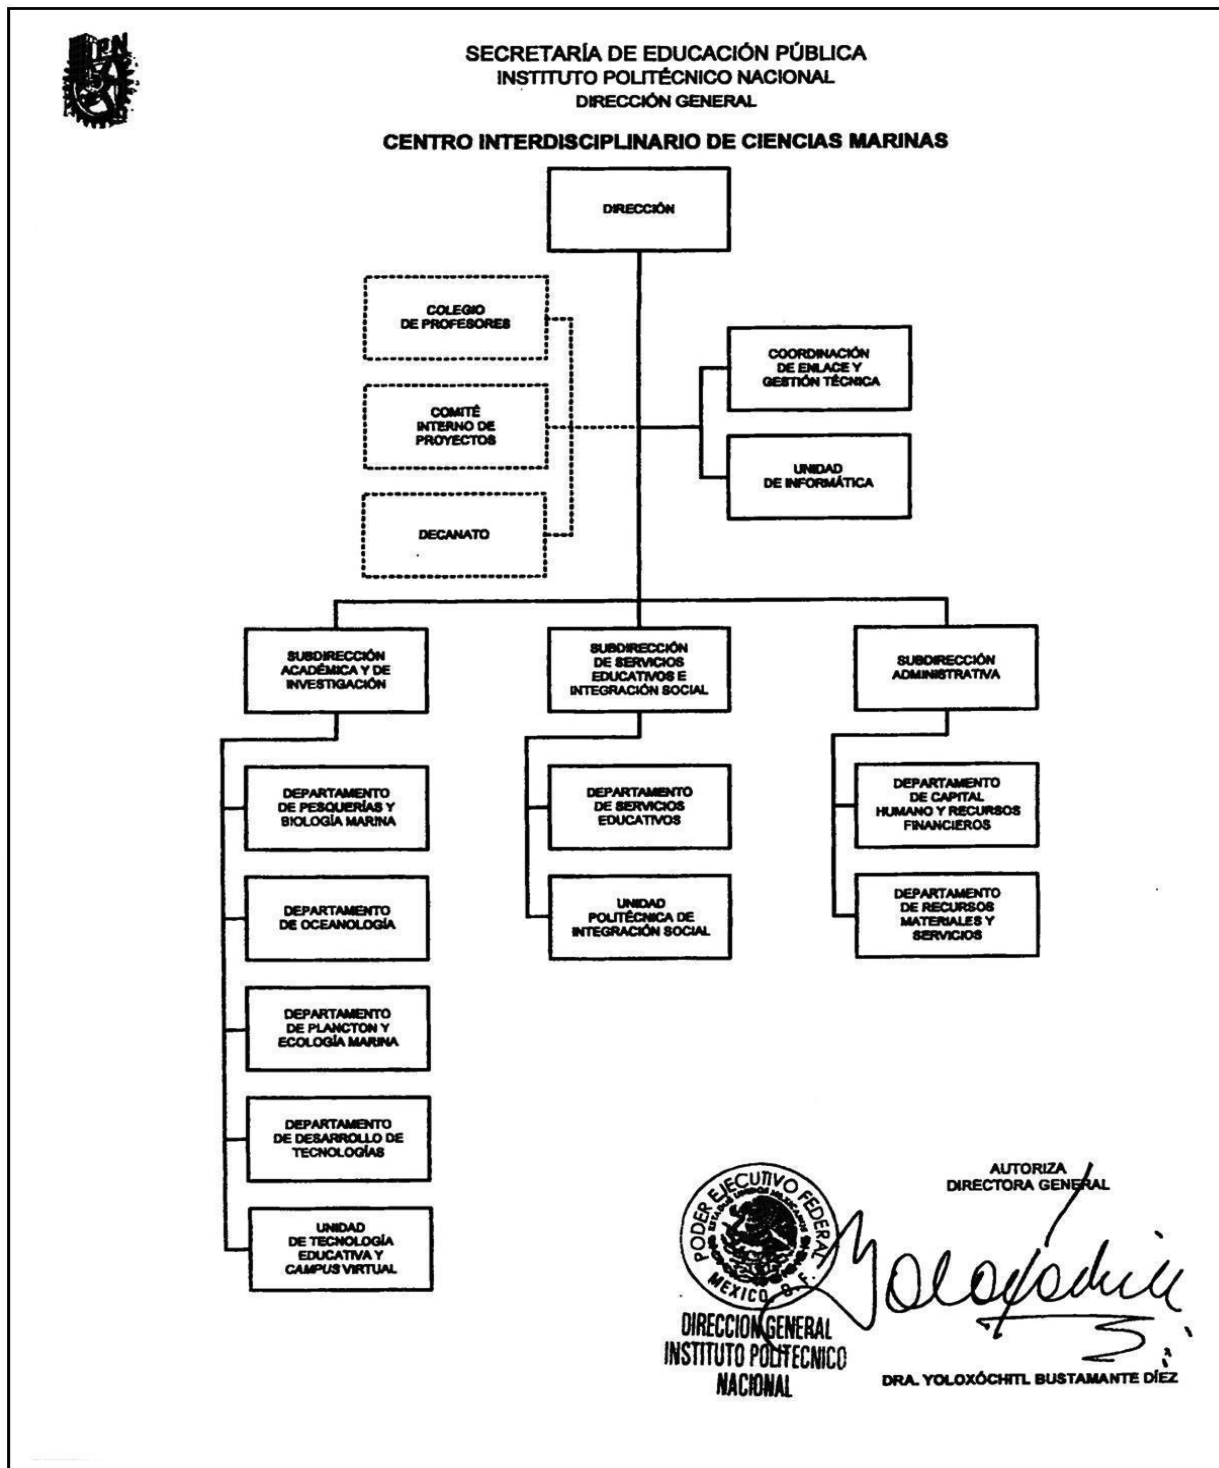 SECRETARÍA DE EDUCACIÓN PÚBLICA
INSTITUTO POLITÉCNICO NACIONAL
DIRECCIÓN GENERAL
CENTRO INTERDISCIPLINARIO DE CIENCIAS MARINAS
DIRECCIÓN
COLEGIO
DE PROFESORES
COORDINACIÓN
DE ENLACE Y
GESTIÓN TÉCNICA
COMITÉ
INTERNO DE
PROYECTOS
UNIDAD
DE INFORMÁTICA
DECANATO
SUBDIRECCIÓN
ACADÉMICA Y DE
INVESTIGACIÓN
SUBDIRECCIÓN
DE SERVICIOS
EDUCATIVOS E
INTEGRACIÓN SOCIAL
SUBDIRECCIÓN
ADMINISTRATIVA
DEPARTAMENTO
DE PESQUERÍAS Y
BIOLOGÍA MARINA
DEPARTAMENTO
DE SERVICIOS
EDUCATIVOS
DEPARTAMENTO
DE CAPITAL
HUMANO Y RECURSOS
FINANCIEROS
DEPARTAMENTO
DE OCEANOLOGÍA
UNIDAD
POLITÉCNICA DE
INTEGRACIÓN SOCIAL
DEPARTAMENTO
DE RECURSOS
MATERIALES Y
SERVICIOS
DEPARTAMENTO
DE PLANCTON Y
ECOLOGÍA MARINA
DEPARTAMENTO
DE DESARROLLO DE
TECNOLOGÍAS
UNIDAD
DE TECNOLOGÍA
EDUCATIVA Y
CAMPUS VIRTUAL
PODER EJECUTIVO FEDERAL
ESTADOS UNIDOS MEXICANOS
MEXICO, D. F.
DIRECCION GENERAL
INSTITUTO POLITECNICO
NACIONAL
AUTORIZA
DIRECTORA GENERAL
DRA. YOLOXÓCHITL BUSTAMANTE DÍEZ